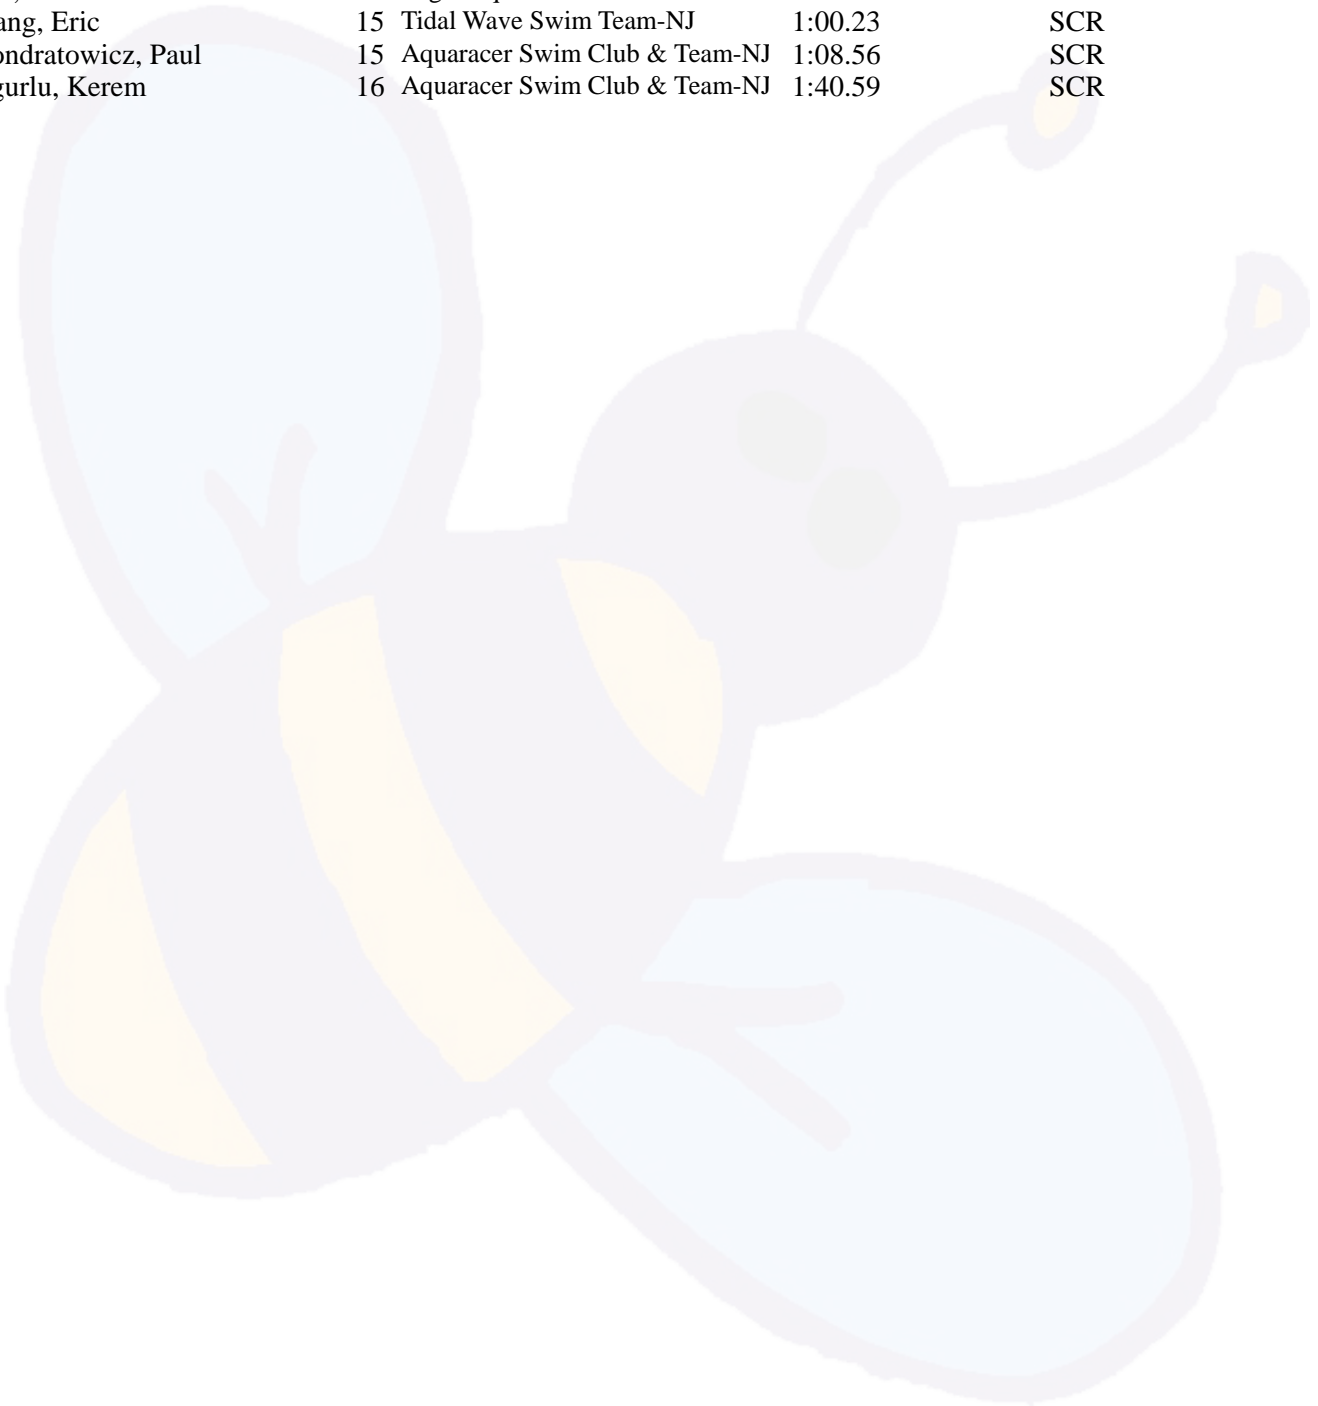 ang, Eric 15 Tidal Wave Swim Team-NJ 1:00.23 SCR
ondratowicz, Paul 15 Aquaracer Swim Club & Team-NJ 1:08.56 SCR
gurlu, Kerem 16 Aquaracer Swim Club & Team-NJ 1:40.59 SCR